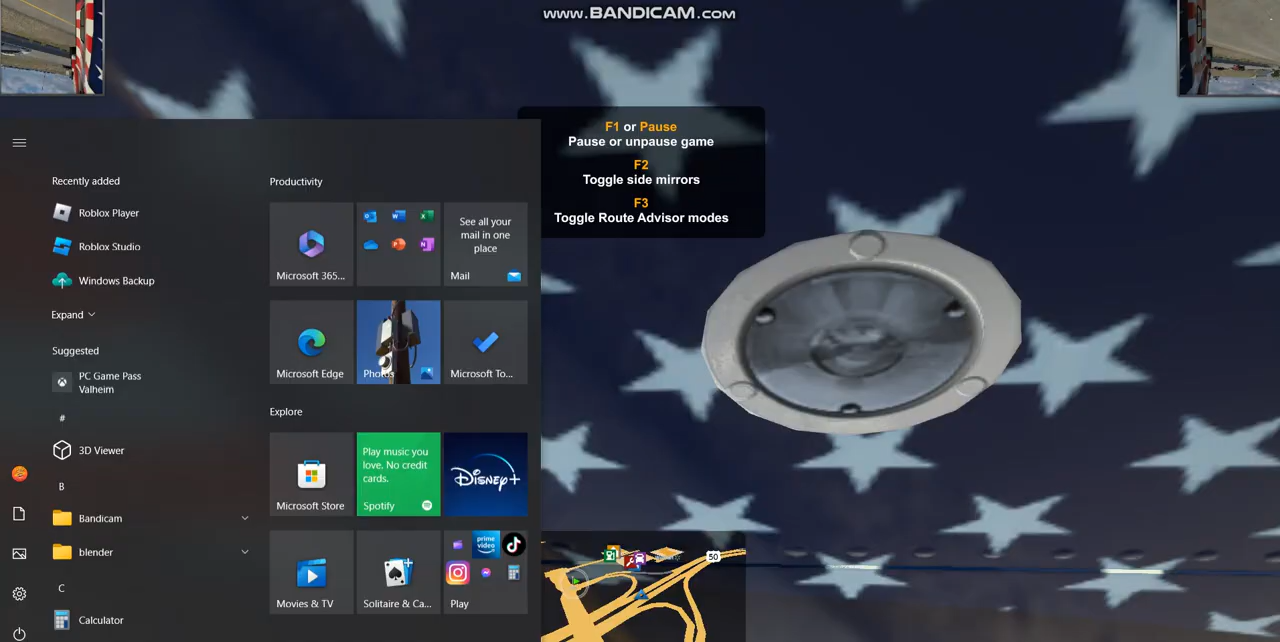 www.BANDICAM.com
F1 or Pause
Pause or unpause game
F2
Toggle side mirrors
F3
Toggle Route Advisor modes
Recently added
Roblox Player
Roblox Studio
Windows Backup
Expand
Suggested
PC Game Pass
Valheim
#
3D Viewer
B
Bandicam
blender
C
Calculator
Productivity
Microsoft 365...
See all your
mail in one
place
Mail
Microsoft Edge
Photos
Microsoft To...
Explore
Microsoft Store
Play music you
love. No credit
cards.
Spotify
Disney+
Movies & TV
Solitaire & Ca...
prime
video
Play
50